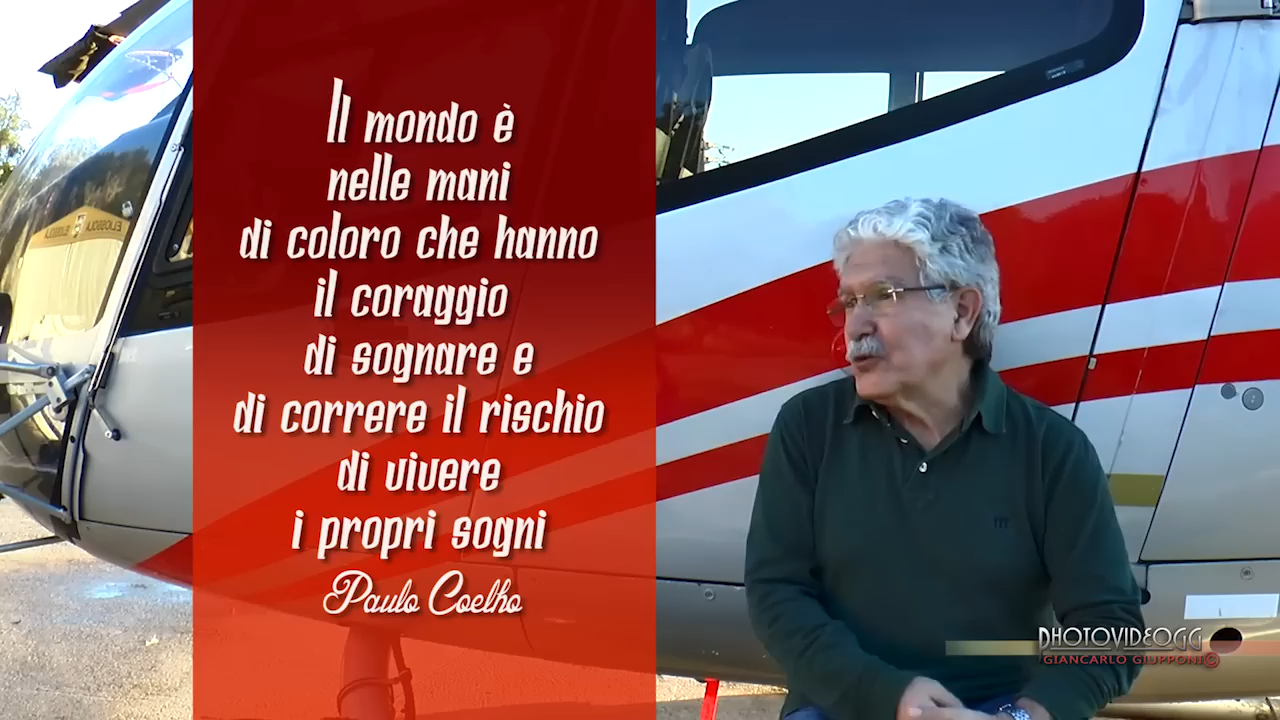 Il mondo è
nelle mani
di coloro che hanno
il coraggio
di sognare e
di correre il rischio
di vivere
i propri sogni
Paulo Coelho
ELIOSSOLA
PHOTOVIDEOGG
GIANCARLO GIUPPONI©